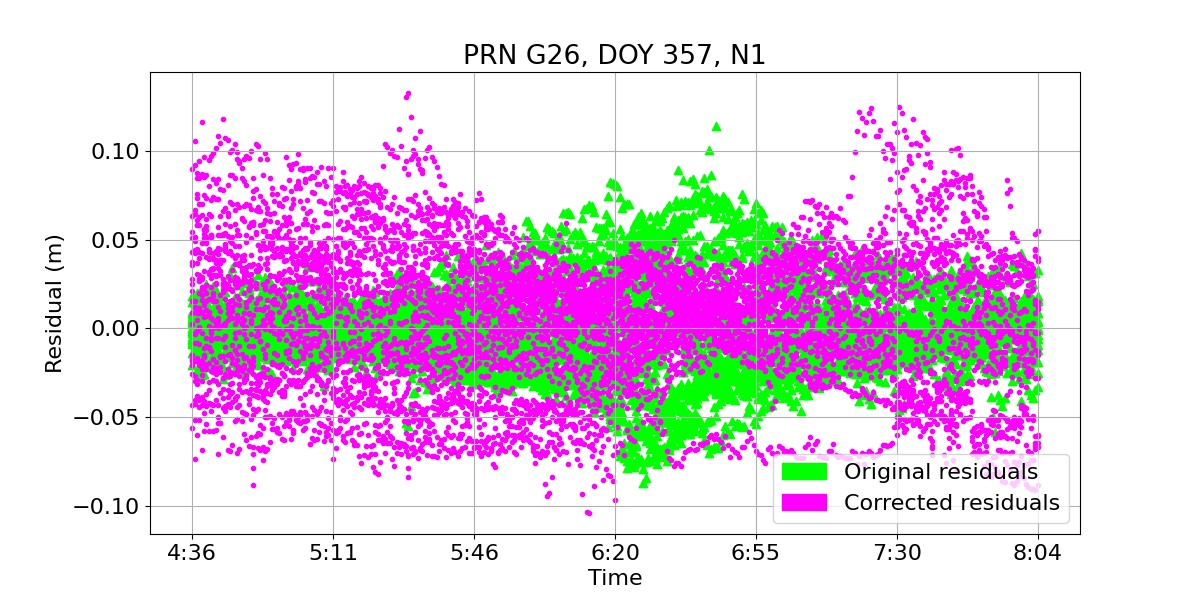 PRN G26, DOY 357, N1
Residual (m)
0.10
0.05
0.00
−0.05
−0.10
Original residuals
Corrected residuals
4:36 5:11 5:46 6:20 6:55 7:30 8:04
Time